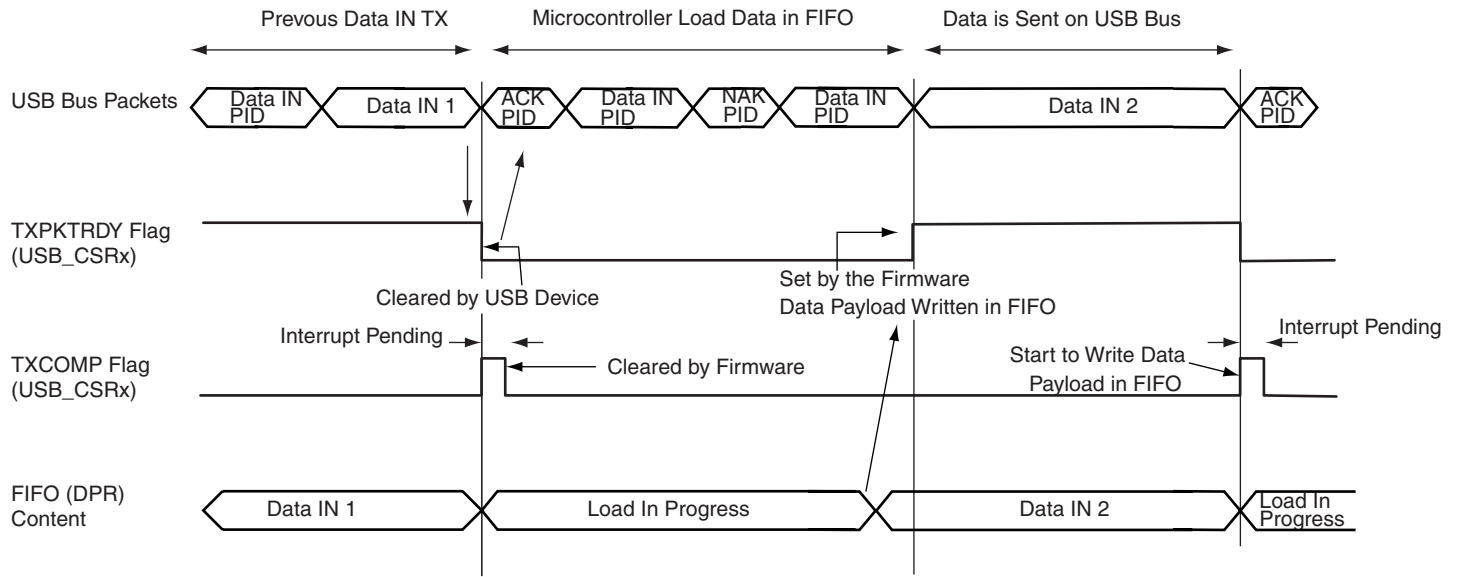 Prevous Data IN TX
Microcontroller Load Data in FIFO
Data is Sent on USB Bus
USB Bus Packets
Data IN
PID
Data IN 1
ACK
PID
Data IN
PID
NAK
PID
Data IN
PID
Data IN 2
ACK
PID
TXPKTRDY Flag
(USB_CSRx)
Cleared by USB Device
Set by the Firmware
Data Payload Written in FIFO
Interrupt Pending
Interrupt Pending
TXCOMP Flag
(USB_CSRx)
Cleared by Firmware
Start to Write Data
Payload in FIFO
FIFO (DPR)
Content
Data IN 1
Load In Progress
Data IN 2
Load In
Progress